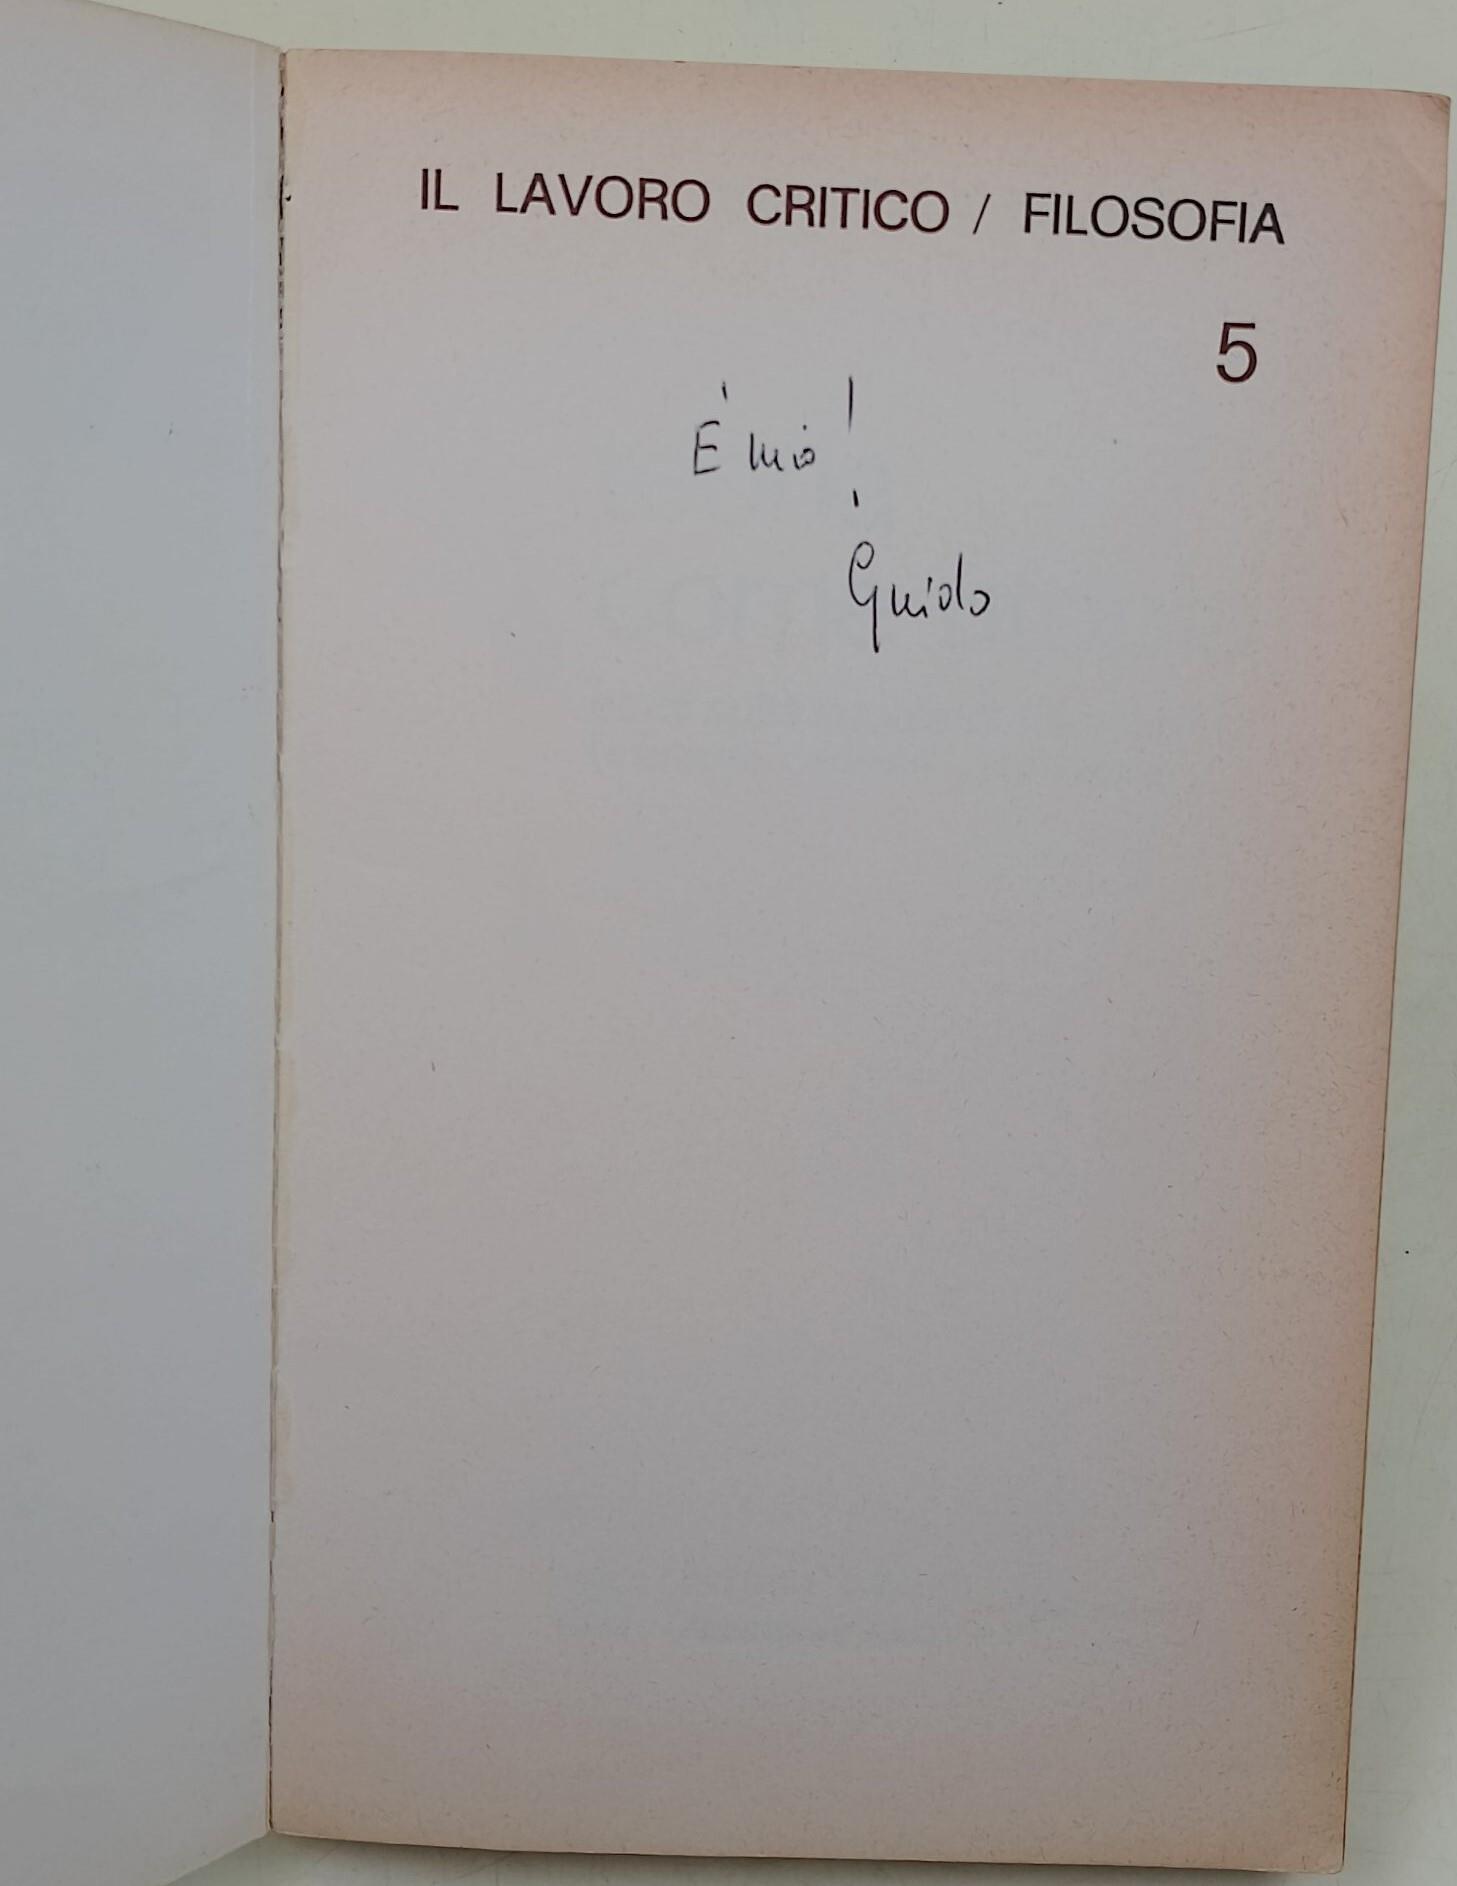 IL LAVORO CRITICO / FILOSOFIA
5
È mio!
Guido